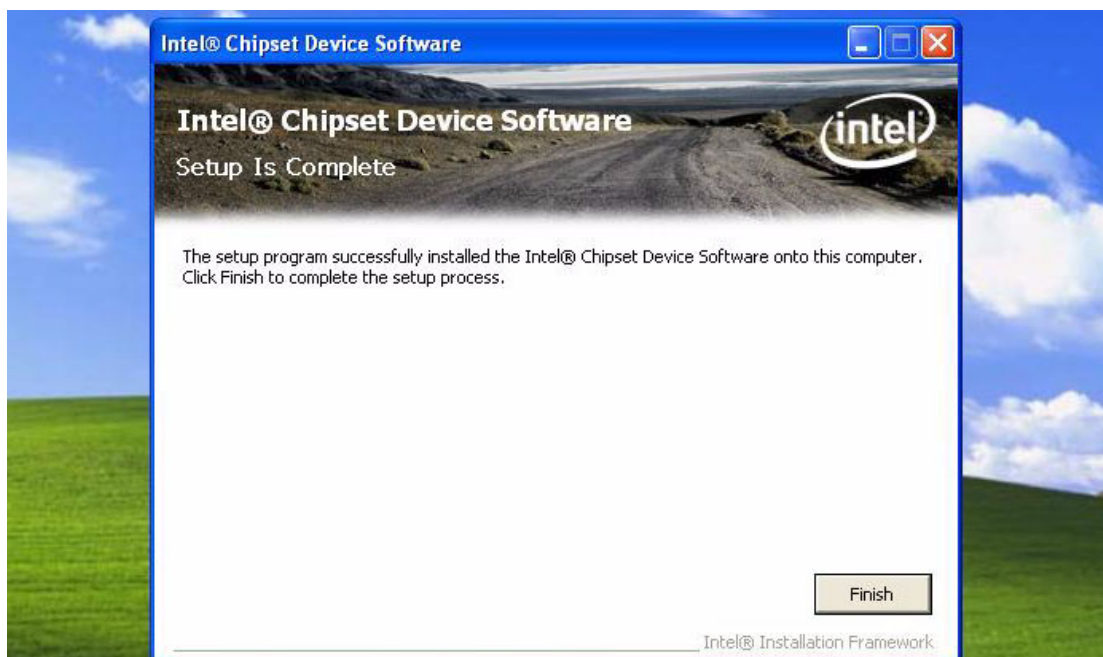 Intel® Chipset Device Software
Intel® Chipset Device Software
intel
Setup Is Complete
The setup program successfully installed the Intel® Chipset Device Software onto this computer.
Click Finish to complete the setup process.
Finish
Intel® Installation Framework